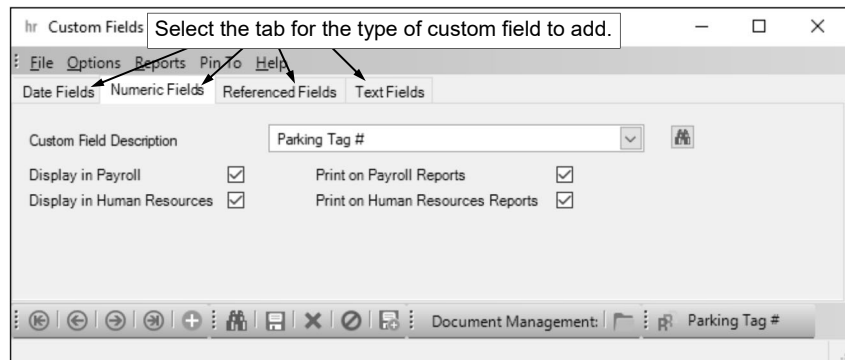 hr Custom Fields
Select the tab for the type of custom field to add.
File Options Reports Pin To Help
Date Fields Numeric Fields Referenced Fields Text Fields
Custom Field Description Parking Tag #
Display in Payroll Print on Payroll Reports
Display in Human Resources Print on Human Resources Reports
Document Management: pR Parking Tag #